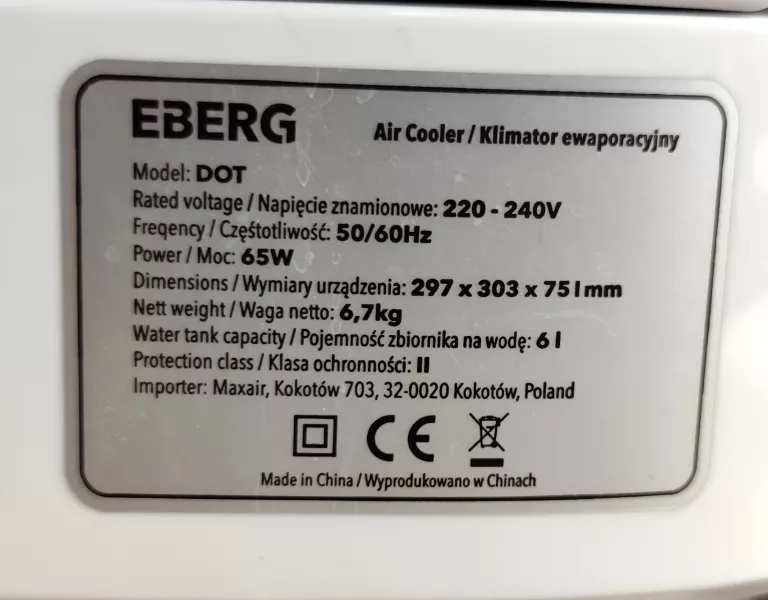 EBERG
Air Cooler / Klimator ewaporacyjny
Model: DOT
Rated voltage / Napięcie znamionowe: 220 - 240V
Freqency / Częstotliwość: 50/60Hz
Power / Moc: 65W
Dimensions / Wymiary urządzenia: 297 x 303 x 751mm
Nett weight / Waga netto: 6,7kg
Water tank capacity / Pojemność zbiornika na wodę: 6 l
Protection class / Klasa ochronności: II
Importer: Maxair, Kokotów 703, 32-0020 Kokotów, Poland
CE
Made in China / Wyprodukowano w Chinach